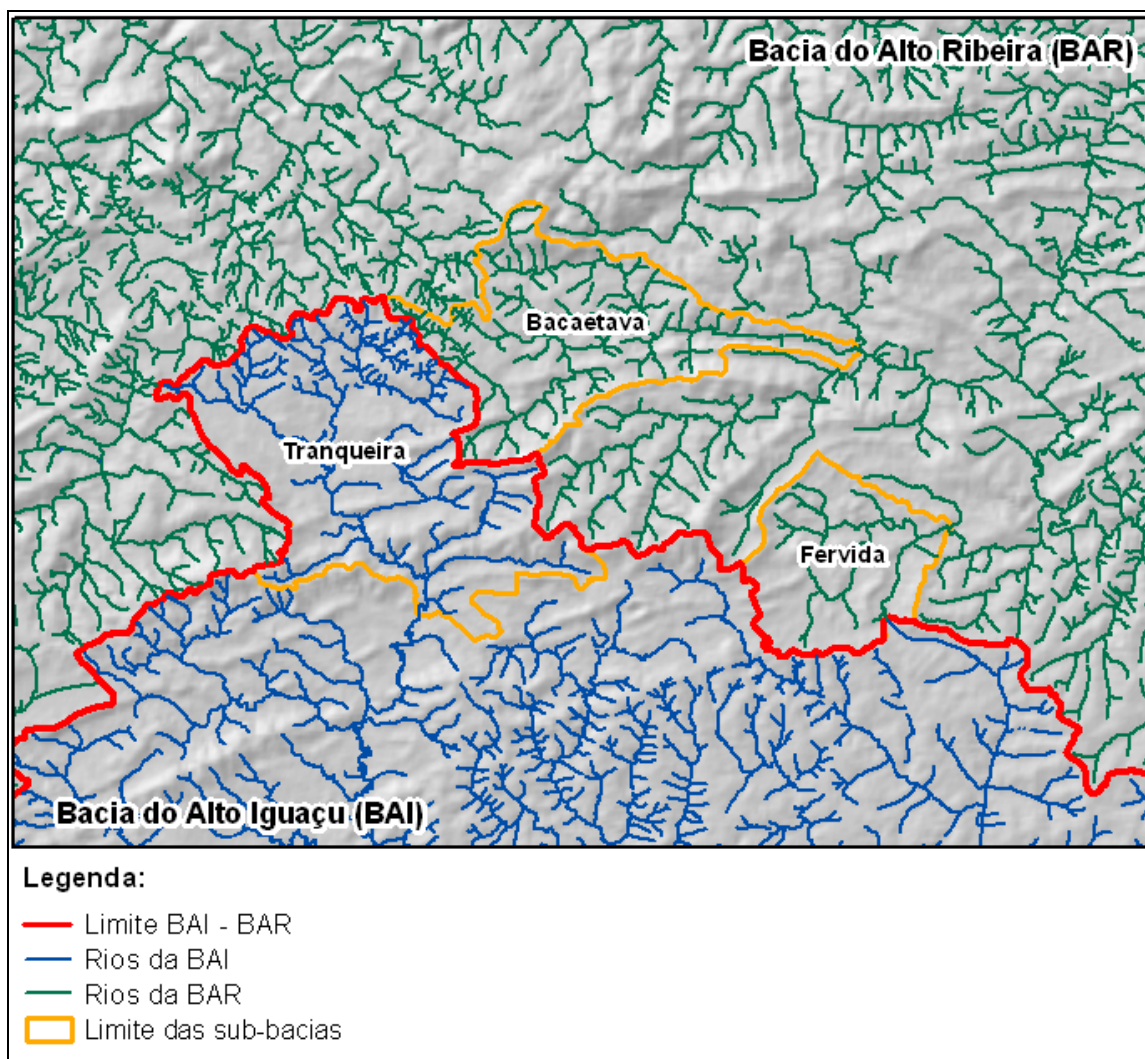 Bacia do Alto Ribeira (BAR)
Bacaetava
Tranqueira
Fervida
Bacia do Alto Iguaçu (BAI)
Legenda:
Limite BAI - BAR
Rios da BAI
Rios da BAR
Limite das sub-bacias